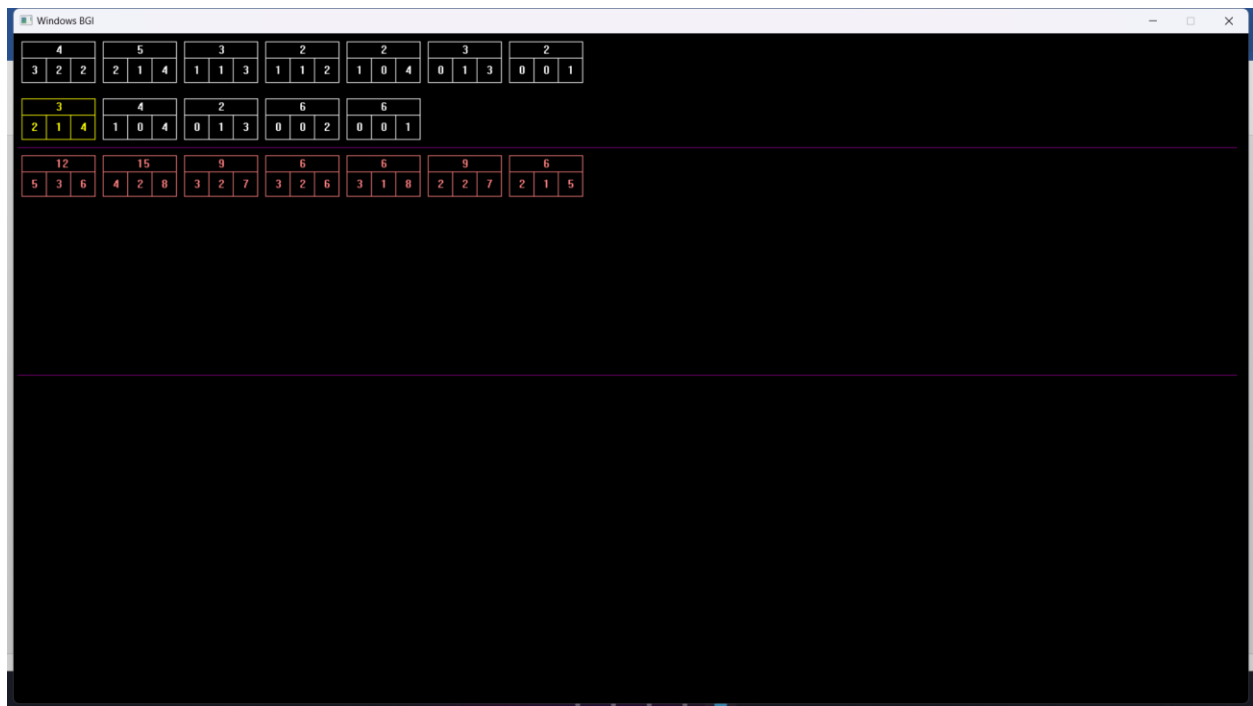 Windows BGI
4 5 3 2 2 3 2
3 2 2 2 1 4 1 1 3 1 1 2 1 0 4 0 1 3 0 0 1
3 4 2 6 6
2 1 4 1 0 4 0 1 3 0 0 2 0 0 1
12 15 9 6 6 9 6
5 3 6 4 2 8 3 2 7 3 2 6 3 1 8 2 2 7 2 1 5